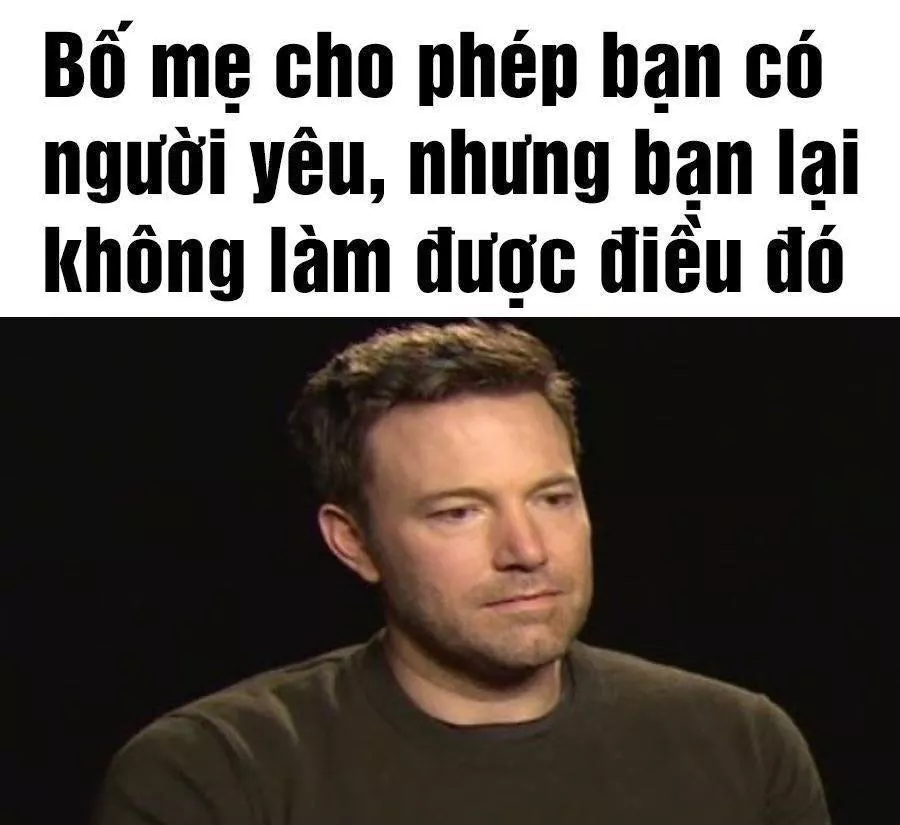 Bố mẹ cho phép bạn có
người yêu, nhưng bạn lại
không làm được điều đó